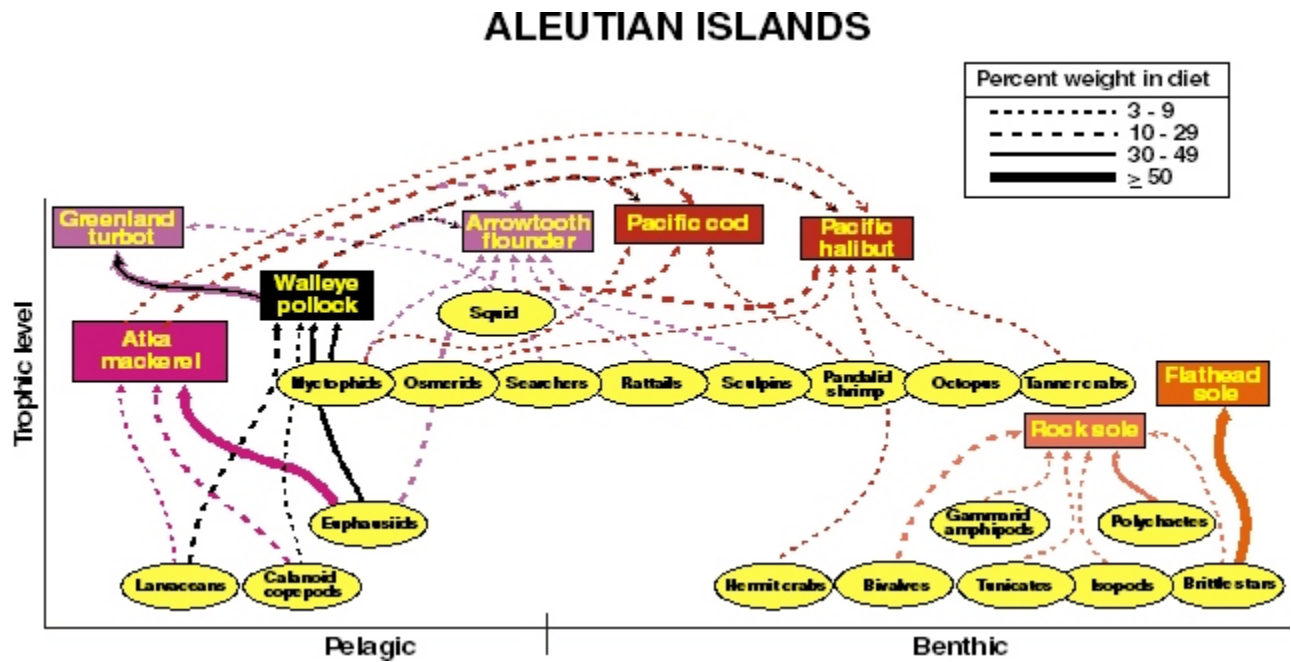 ALEUTIAN ISLANDS
Percent weight in diet
3 - 9
10 - 29
30 - 49
≥ 50
Greenland
turbot
Arrowtooth
flounder
Pacific cod
Pacific
halibut
Walleye
pollock
Squid
Atka
mackerel
Trophic level
Myctophids
Osmerids
Searchers
Rattails
Sculpins
Pandalid
shrimp
Octopus
Tanner crabs
Flathead
sole
Rock sole
Euphausiids
Gammarid
amphipods
Polychaetes
Larvaceans
Calanoid
copepods
Hermit crabs
Bivalves
Tunicates
Isopods
Brittle stars
Pelagic
Benthic